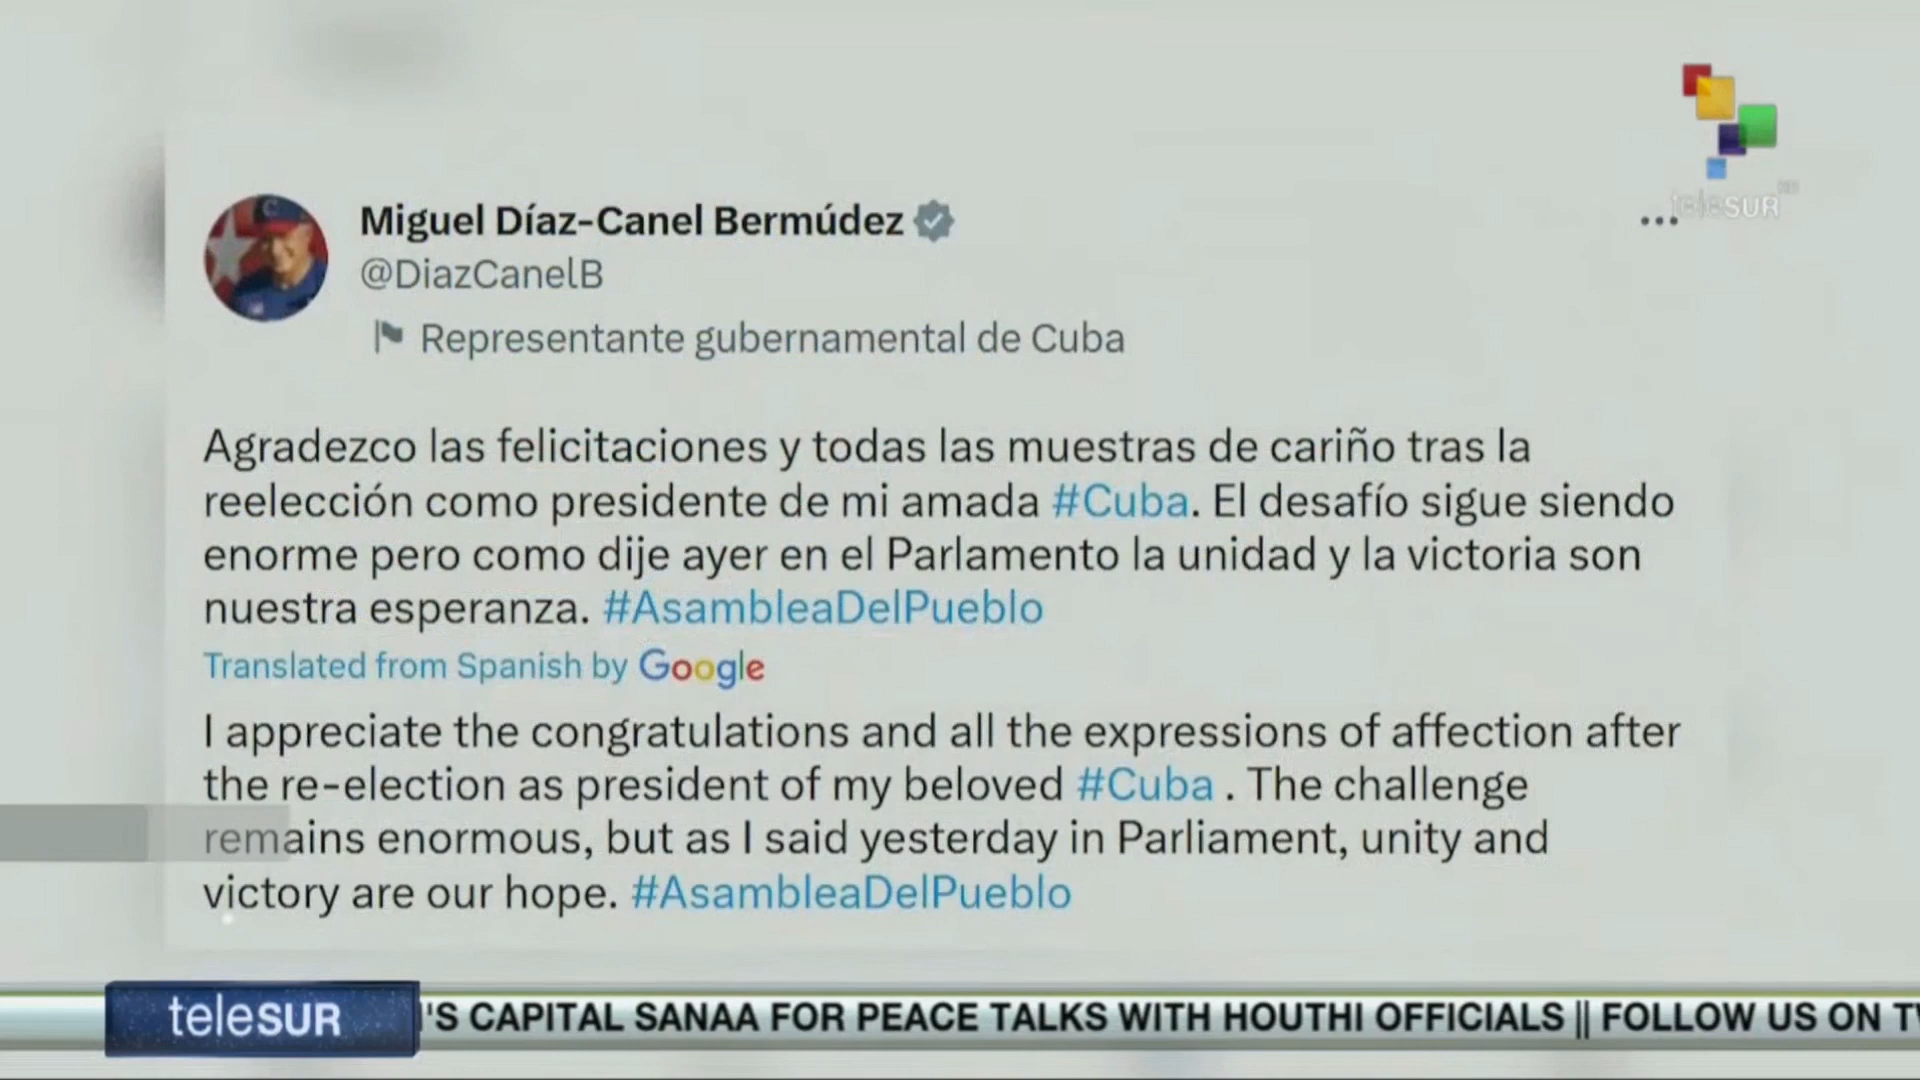 teleSUR HD
Miguel Díaz-Canel Bermúdez
...
@DiazCanelB
Representante gubernamental de Cuba
Agradezco las felicitaciones y todas las muestras de cariño tras la
reelección como presidente de mi amada #Cuba. El desafío sigue siendo
enorme pero como dije ayer en el Parlamento la unidad y la victoria son
nuestra esperanza. #AsambleaDelPueblo
Translated from Spanish by Google
I appreciate the congratulations and all the expressions of affection after
the re-election as president of my beloved #Cuba . The challenge
remains enormous, but as I said yesterday in Parliament, unity and
victory are our hope. #AsambleaDelPueblo
teleSUR 'S CAPITAL SANAA FOR PEACE TALKS WITH HOUTHI OFFICIALS || FOLLOW US ON TW